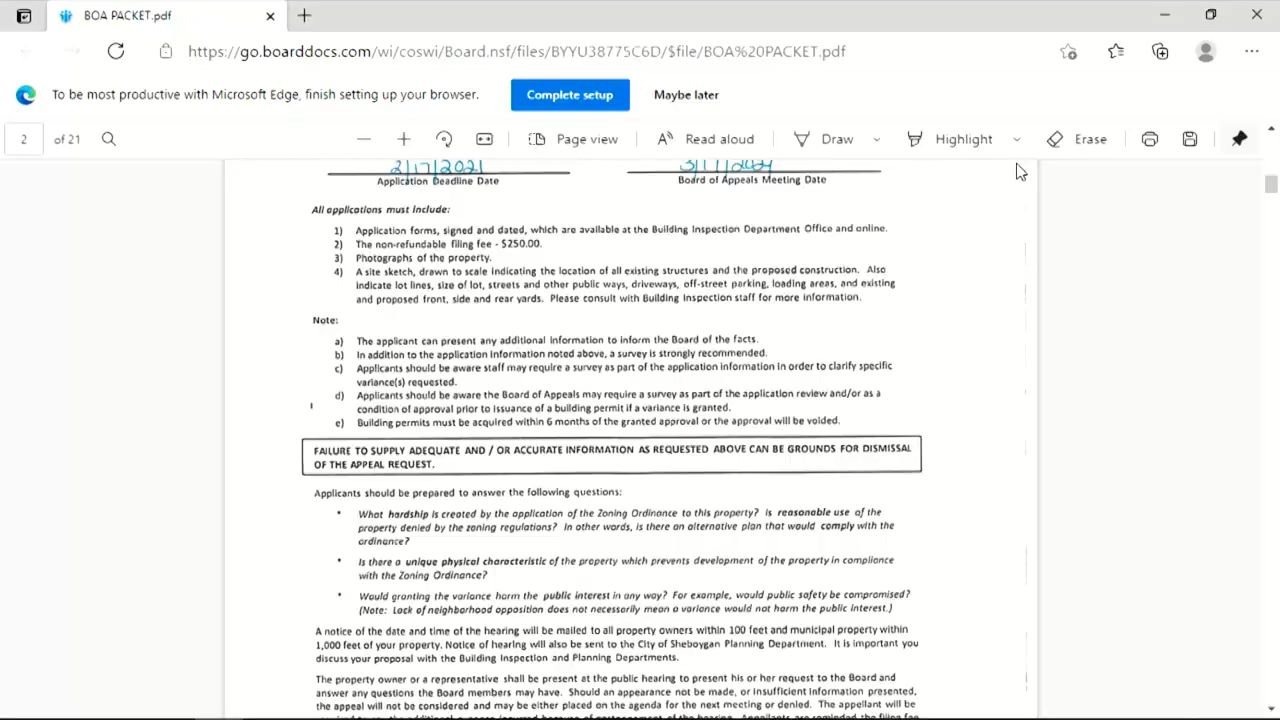 BOA PACKET.pdf
https://go.boarddocs.com/wi/coswi/Board.nsf/files/BYYU38775C6D/$file/BOA%20PACKET.pdf
To be most productive with Microsoft Edge, finish setting up your browser. Complete setup Maybe later
2 of 21 Page view Read aloud Draw Highlight Erase
2/17/2021
Application Deadline Date Board of Appeals Meeting Date
All applications must include:
1) Application forms, signed and dated, which are available at the Building Inspection Department Office and online.
2) The non-refundable filing fee - $250.00.
3) Photographs of the property.
4) A site sketch, drawn to scale indicating the location of all existing structures and the proposed construction. Also
indicate lot lines, size of lot, streets and other public ways, driveways, off-street parking, loading areas, and existing
and proposed front, side and rear yards. Please consult with Building Inspection staff for more information.
Note:
a) The applicant can present any additional information to inform the Board of the facts.
b) In addition to the application information noted above, a survey is strongly recommended.
c) Applicants should be aware staff may require a survey as part of the application information in order to clarify specific
variance(s) requested.
d) Applicants should be aware the Board of Appeals may require a survey as part of the application review and/or as a
condition of approval prior to issuance of a building permit if a variance is granted.
e) Building permits must be acquired within 6 months of the granted approval or the approval will be voided.
FAILURE TO SUPPLY ADEQUATE AND / OR ACCURATE INFORMATION AS REQUESTED ABOVE CAN BE GROUNDS FOR DISMISSAL
OF THE APPEAL REQUEST.
Applicants should be prepared to answer the following questions:
• What hardship is created by the application of the Zoning Ordinance to this property? Is reasonable use of the
property denied by the zoning regulations? In other words, is there an alternative plan that would comply with the
ordinance?
• Is there a unique physical characteristic of the property which prevents development of the property in compliance
with the Zoning Ordinance?
• Would granting the variance harm the public interest in any way? For example, would public safety be compromised?
(Note: Lack of neighborhood opposition does not necessarily mean a variance would not harm the public interest.)
A notice of the date and time of the hearing will be mailed to all property owners within 100 feet and municipal property within
1,000 feet of your property. Notice of hearing will also be sent to the City of Sheboygan Planning Department. It is important you
discuss your proposal with the Building Inspection and Planning Departments.
The property owner or a representative shall be present at the public hearing to present his or her request to the Board and
answer any questions the Board members may have. Should an appearance not be made, or insufficient information presented,
the appeal will not be considered and may be either placed on the agenda for the next meeting or denied. The appellant will be